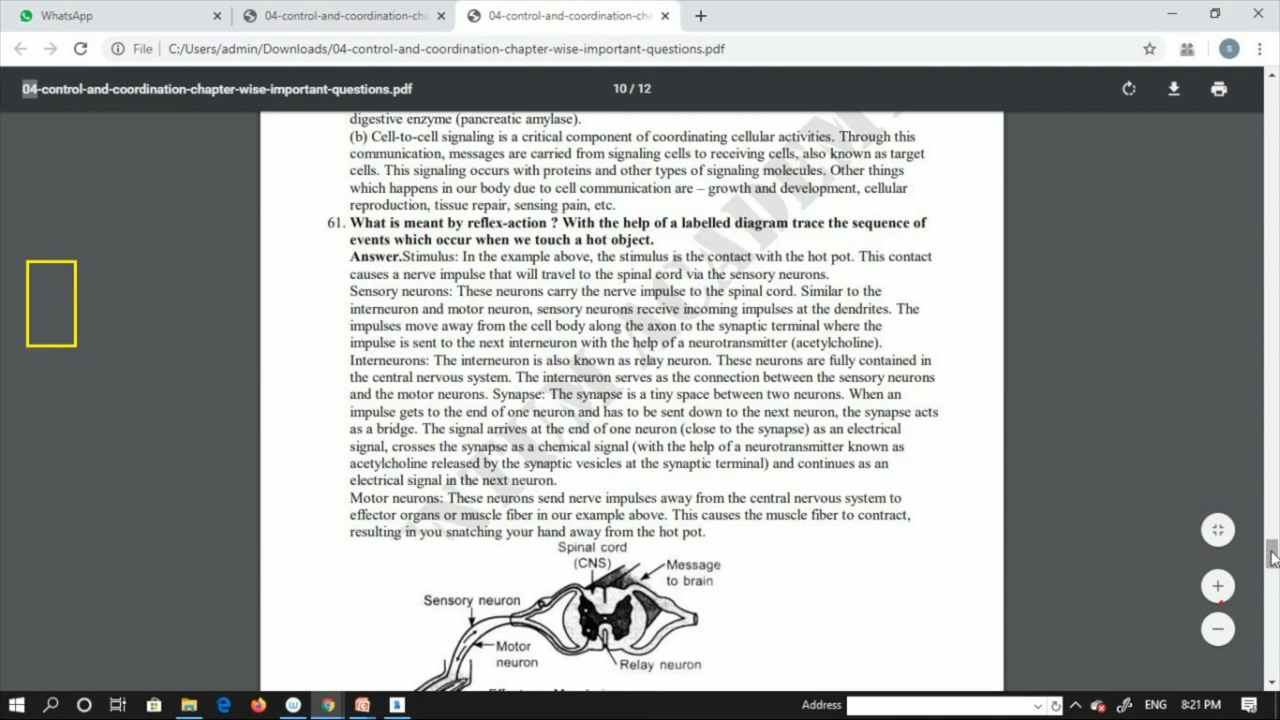 WhatsApp
04-control-and-coordination-cha
04-control-and-coordination-cha
File
C:/Users/admin/Downloads/04-control-and-coordination-chapter-wise-important-questions.pdf
S
04-control-and-coordination-chapter-wise-important-questions.pdf
10 / 12
digestive enzyme (pancreatic amylase).
(b) Cell-to-cell signaling is a critical component of coordinating cellular activities. Through this
communication, messages are carried from signaling cells to receiving cells, also known as target
cells. This signaling occurs with proteins and other types of signaling molecules. Other things
which happens in our body due to cell communication are – growth and development, cellular
reproduction, tissue repair, sensing pain, etc.
61. What is meant by reflex-action ? With the help of a labelled diagram trace the sequence of
events which occur when we touch a hot object.
Answer.Stimulus: In the example above, the stimulus is the contact with the hot pot. This contact
causes a nerve impulse that will travel to the spinal cord via the sensory neurons.
Sensory neurons: These neurons carry the nerve impulse to the spinal cord. Similar to the
interneuron and motor neuron, sensory neurons receive incoming impulses at the dendrites. The
impulses move away from the cell body along the axon to the synaptic terminal where the
impulse is sent to the next interneuron with the help of a neurotransmitter (acetylcholine).
Interneurons: The interneuron is also known as relay neuron. These neurons are fully contained in
the central nervous system. The interneuron serves as the connection between the sensory neurons
and the motor neurons. Synapse: The synapse is a tiny space between two neurons. When an
impulse gets to the end of one neuron and has to be sent down to the next neuron, the synapse acts
as a bridge. The signal arrives at the end of one neuron (close to the synapse) as an electrical
signal, crosses the synapse as a chemical signal (with the help of a neurotransmitter known as
acetylcholine released by the synaptic vesicles at the synaptic terminal) and continues as an
electrical signal in the next neuron.
Motor neurons: These neurons send nerve impulses away from the central nervous system to
effector organs or muscle fiber in our example above. This causes the muscle fiber to contract,
resulting in you snatching your hand away from the hot pot.
Spinal cord
(CNS)
Message
to brain
Sensory neuron
Motor
neuron
Relay neuron
Address
ENG
8:21 PM